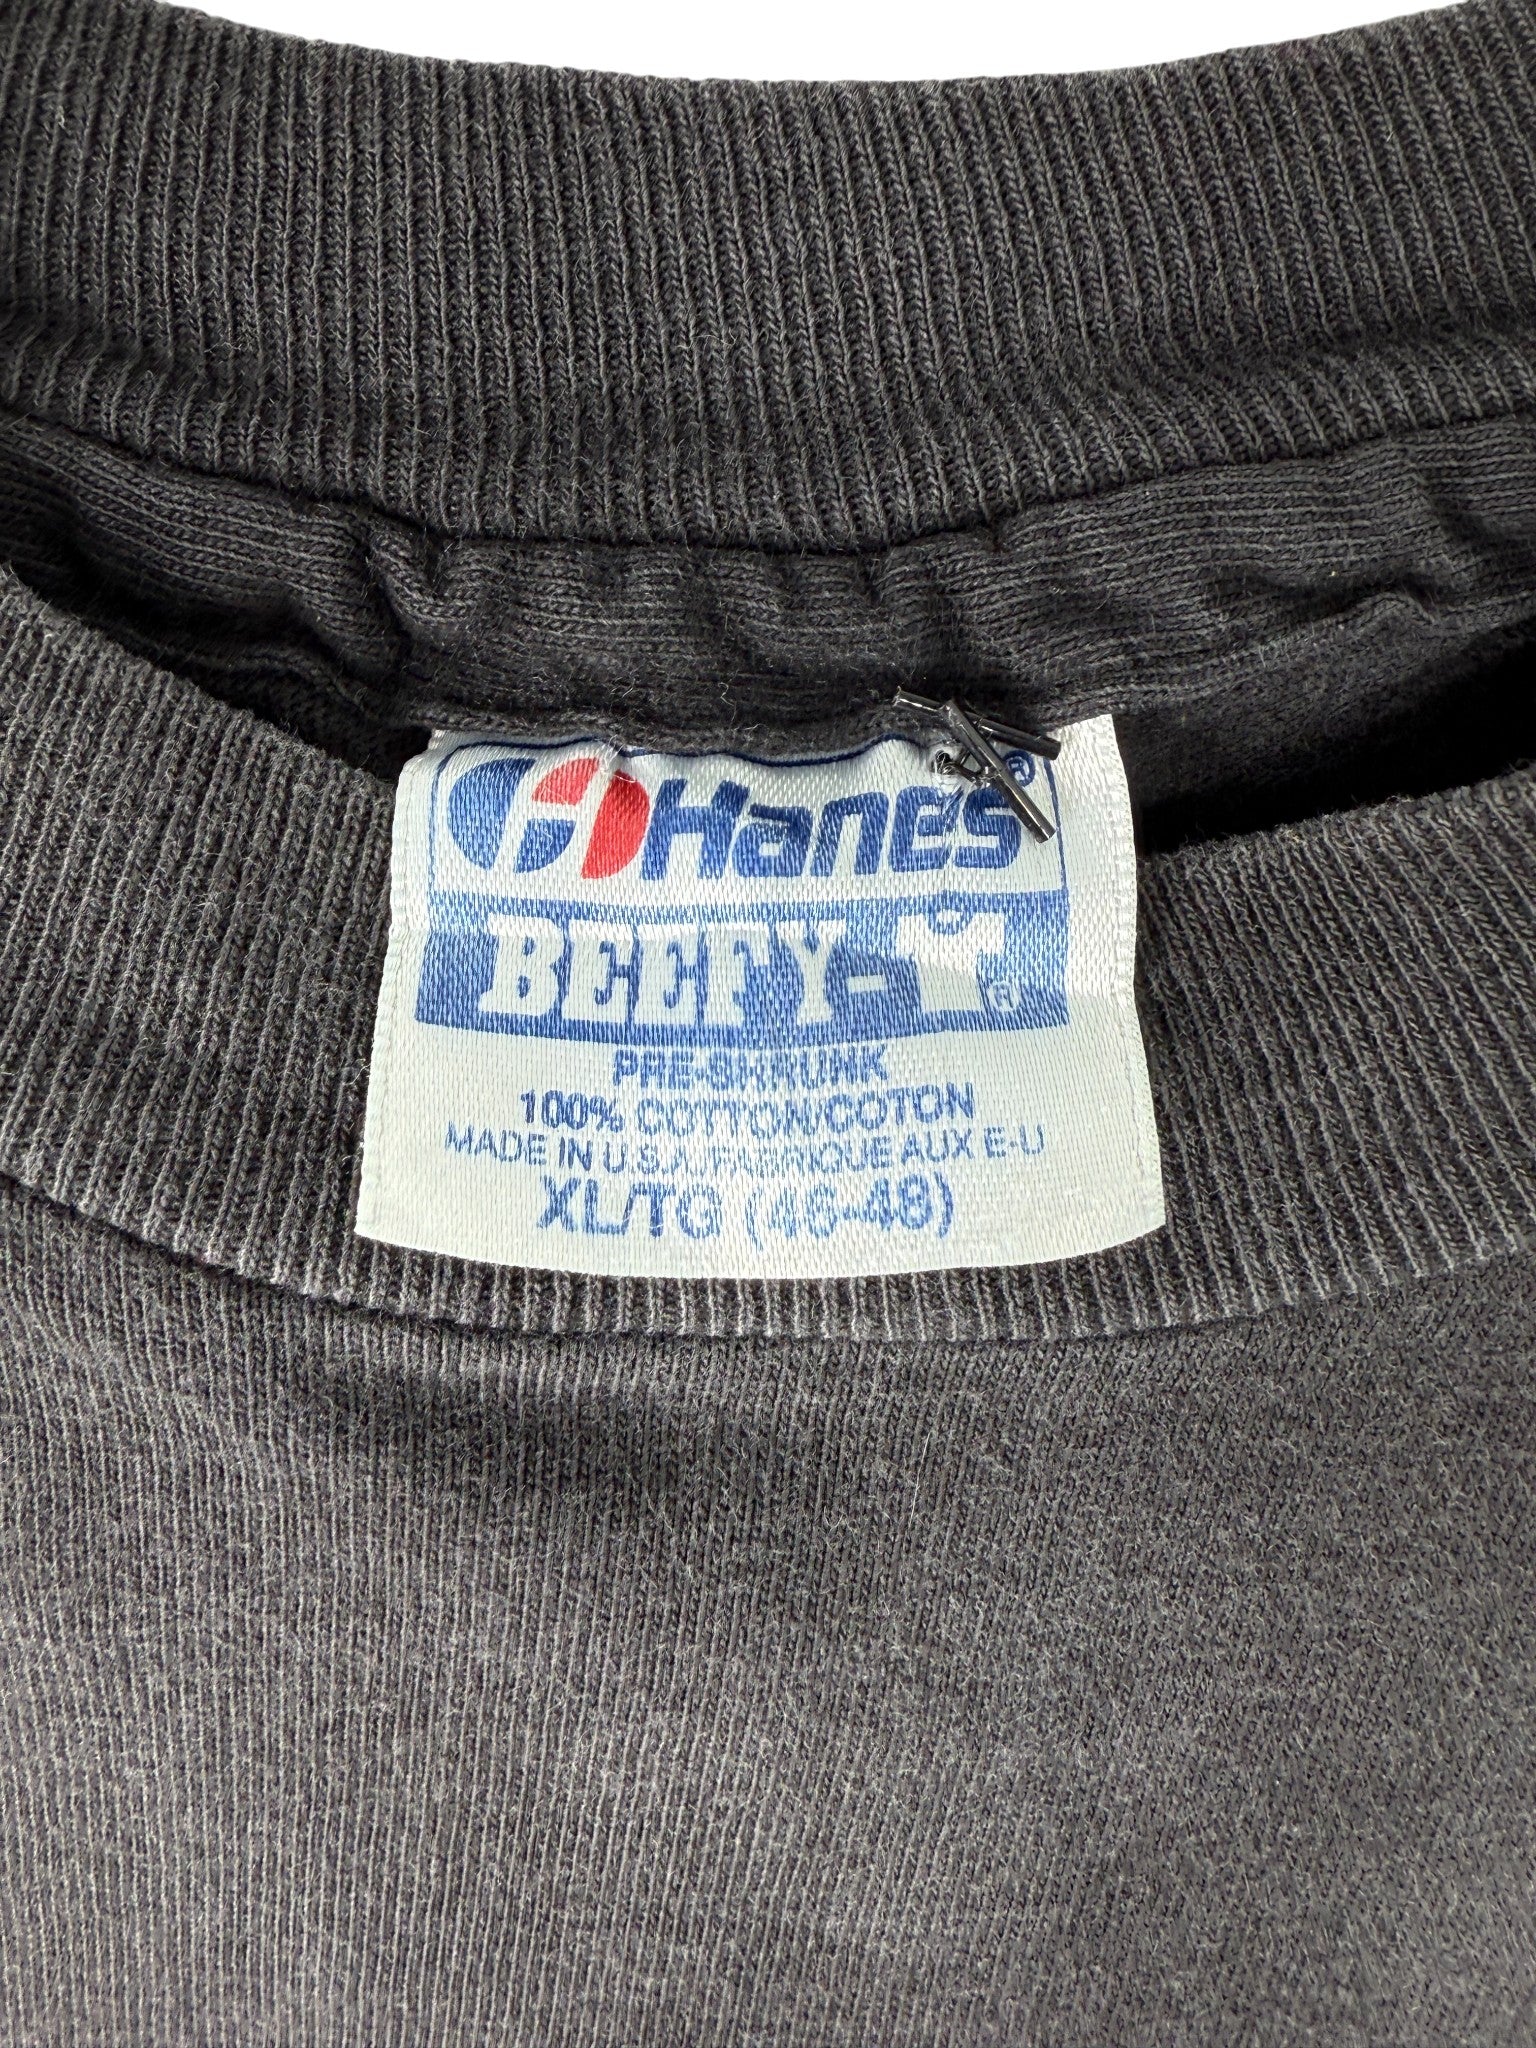 HanES®
BEEFY-T®
PRE-SHRUNK
100% COTTON/COTON
MADE IN U.S.A./FABRIQUE AUX E-U
XL/TG (46-48)